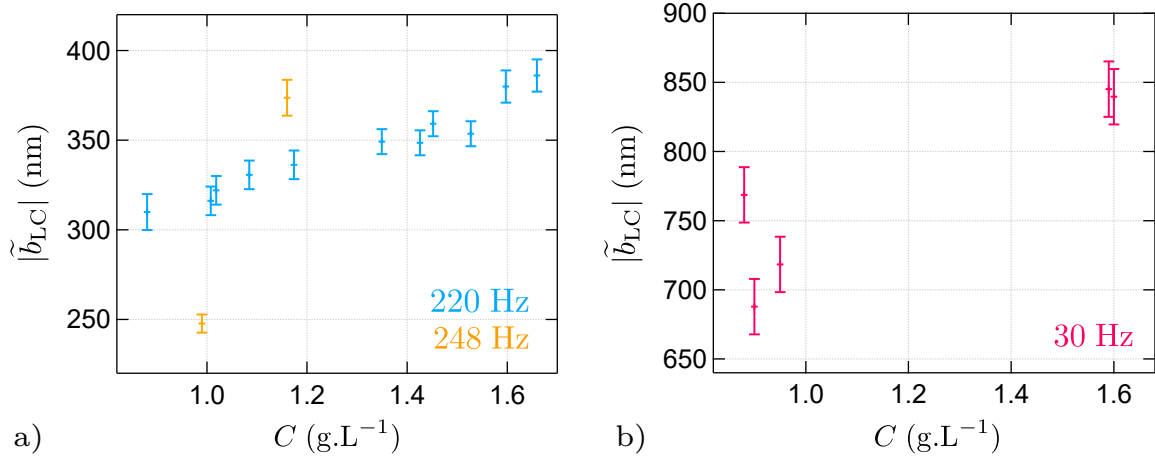 400
350
300
250
|b̃_LC| (nm)
220 Hz
248 Hz
1.0 1.2 1.4 1.6
a) C (g.L⁻¹)
900
850
800
750
700
650
|b̃_LC| (nm)
30 Hz
1.0 1.2 1.4 1.6
b) C (g.L⁻¹)